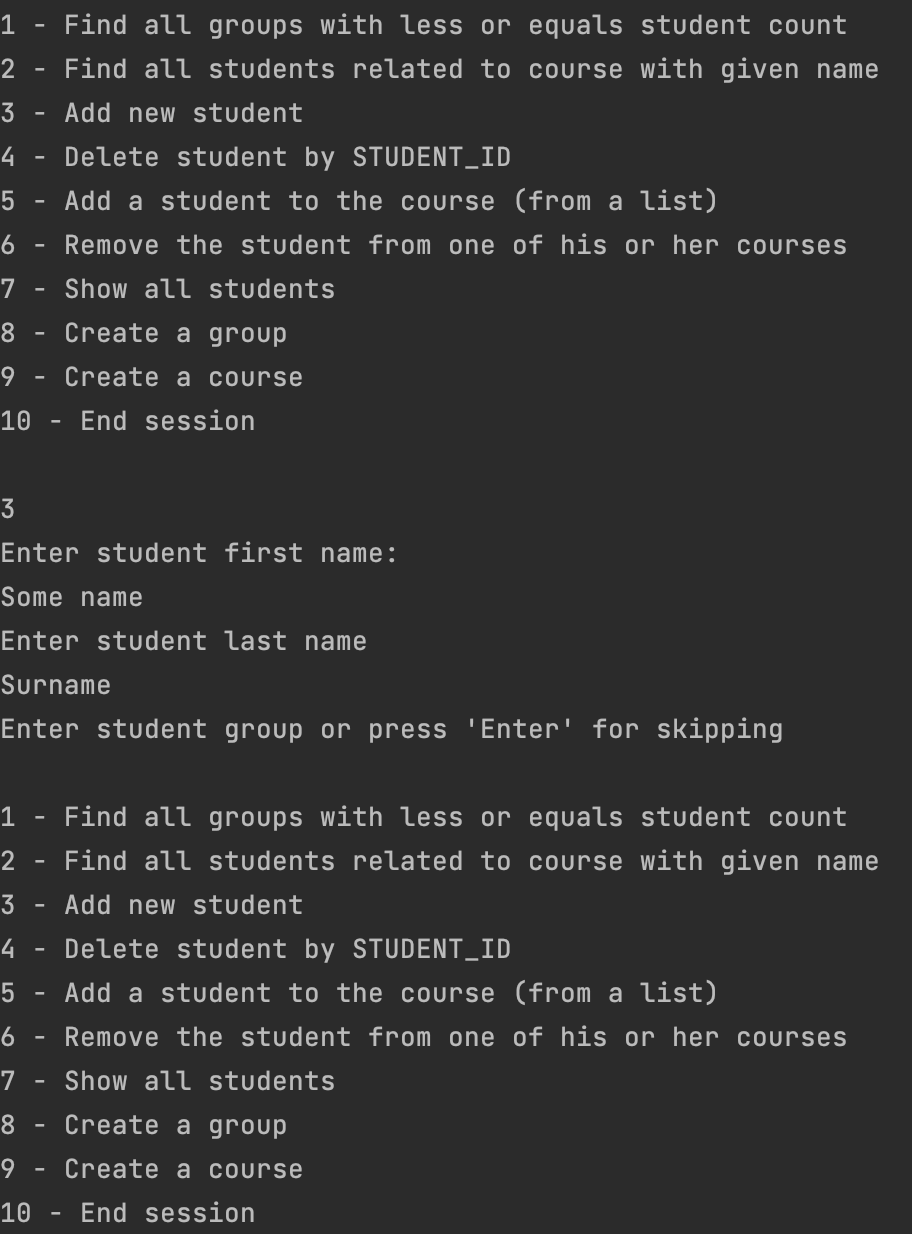 1 - Find all groups with less or equals student count
2 - Find all students related to course with given name
3 - Add new student
4 - Delete student by STUDENT_ID
5 - Add a student to the course (from a list)
6 - Remove the student from one of his or her courses
7 - Show all students
8 - Create a group
9 - Create a course
10 - End session
3
Enter student first name:
Some name
Enter student last name
Surname
Enter student group or press 'Enter' for skipping
1 - Find all groups with less or equals student count
2 - Find all students related to course with given name
3 - Add new student
4 - Delete student by STUDENT_ID
5 - Add a student to the course (from a list)
6 - Remove the student from one of his or her courses
7 - Show all students
8 - Create a group
9 - Create a course
10 - End session